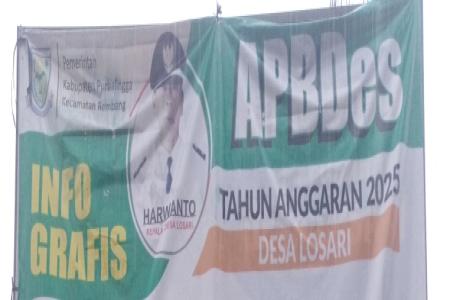 Pemerintah
Kabupaten Purbalingga
Kecamatan Rembang
APBDes
INFO
GRAFIS
HARWANTO
KEPALA DESA LOSARI
TAHUN ANGGARAN 2025
DESA LOSARI